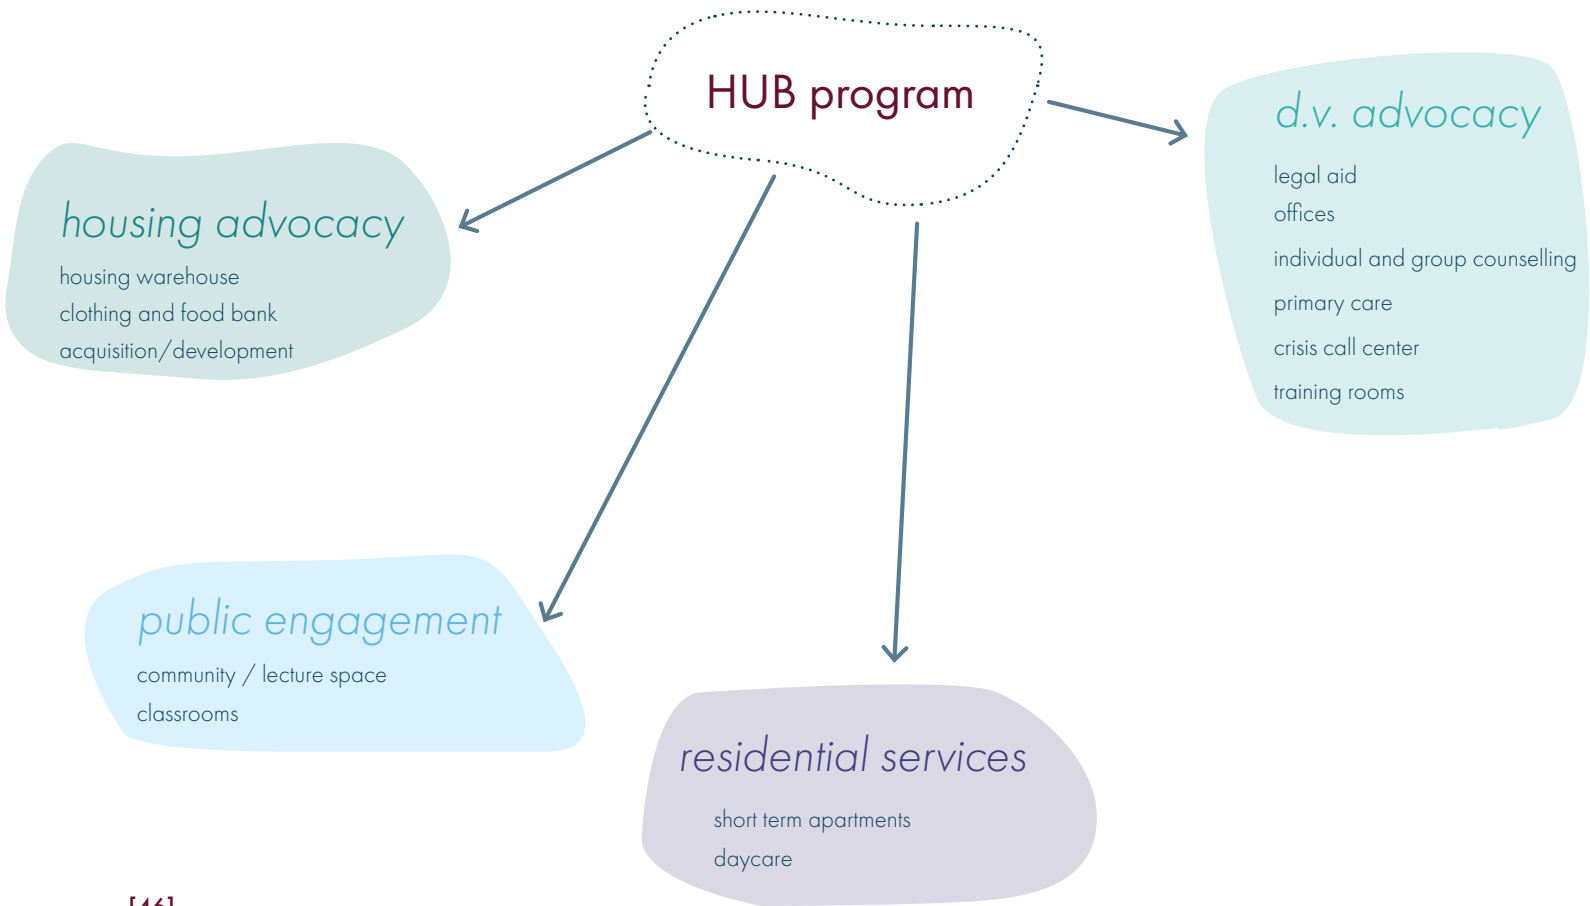 HUB program
d.v. advocacy
legal aid
offices
individual and group counselling
primary care
crisis call center
training rooms
housing advocacy
housing warehouse
clothing and food bank
acquisition/development
public engagement
community / lecture space
classrooms
residential services
short term apartments
daycare
[46]